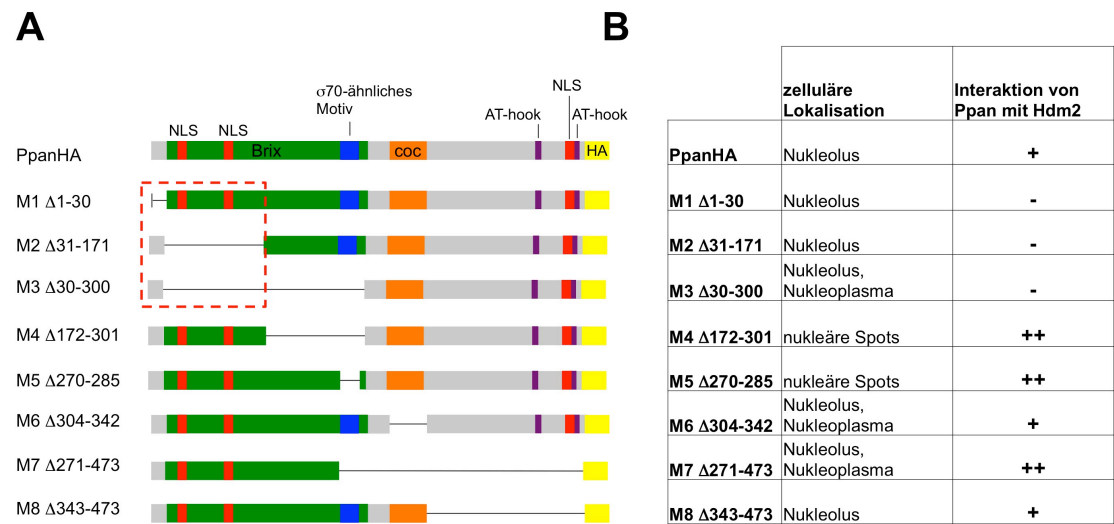 A
B
σ70-ähnliches
Motiv
NLS
NLS
NLS
AT-hook
AT-hook
PpanHA
Brix
coc
HA
M1 Δ1-30
M2 Δ31-171
M3 Δ30-300
M4 Δ172-301
M5 Δ270-285
M6 Δ304-342
M7 Δ271-473
M8 Δ343-473
zelluläre
Lokalisation
Interaktion von
Ppan mit Hdm2
PpanHA
Nukleolus
+
M1 Δ1-30
Nukleolus
-
M2 Δ31-171
Nukleolus
-
M3 Δ30-300
Nukleolus,
Nukleoplasma
-
M4 Δ172-301
nukleäre Spots
++
M5 Δ270-285
nukleäre Spots
++
M6 Δ304-342
Nukleolus,
Nukleoplasma
+
M7 Δ271-473
Nukleolus,
Nukleoplasma
++
M8 Δ343-473
Nukleolus
+